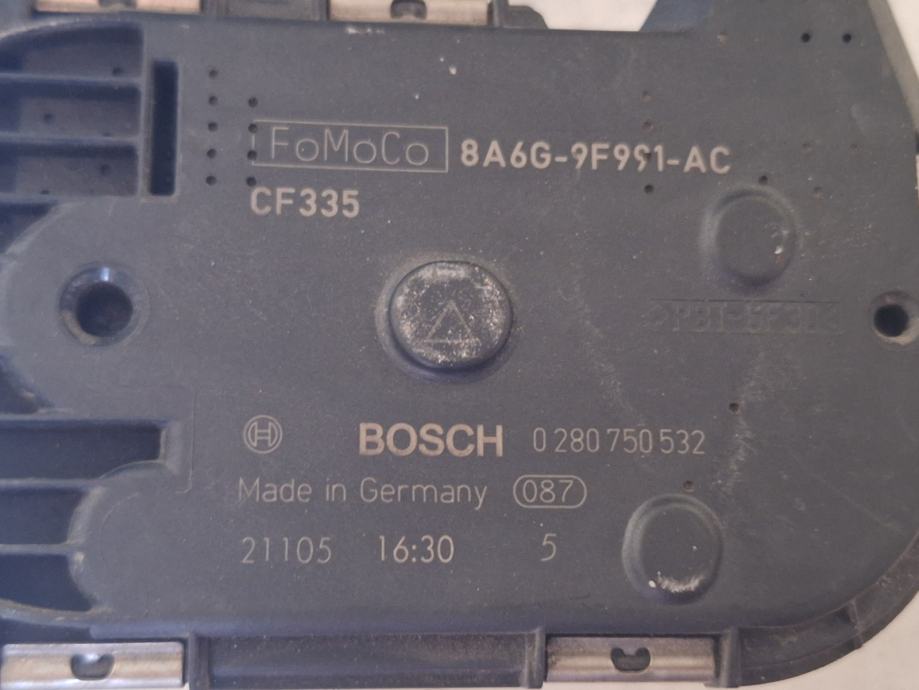 FoMoCo 8A6G-9F991-AC
CF335
BOSCH 0 280 750 532
Made in Germany 087
21105 16:30 5